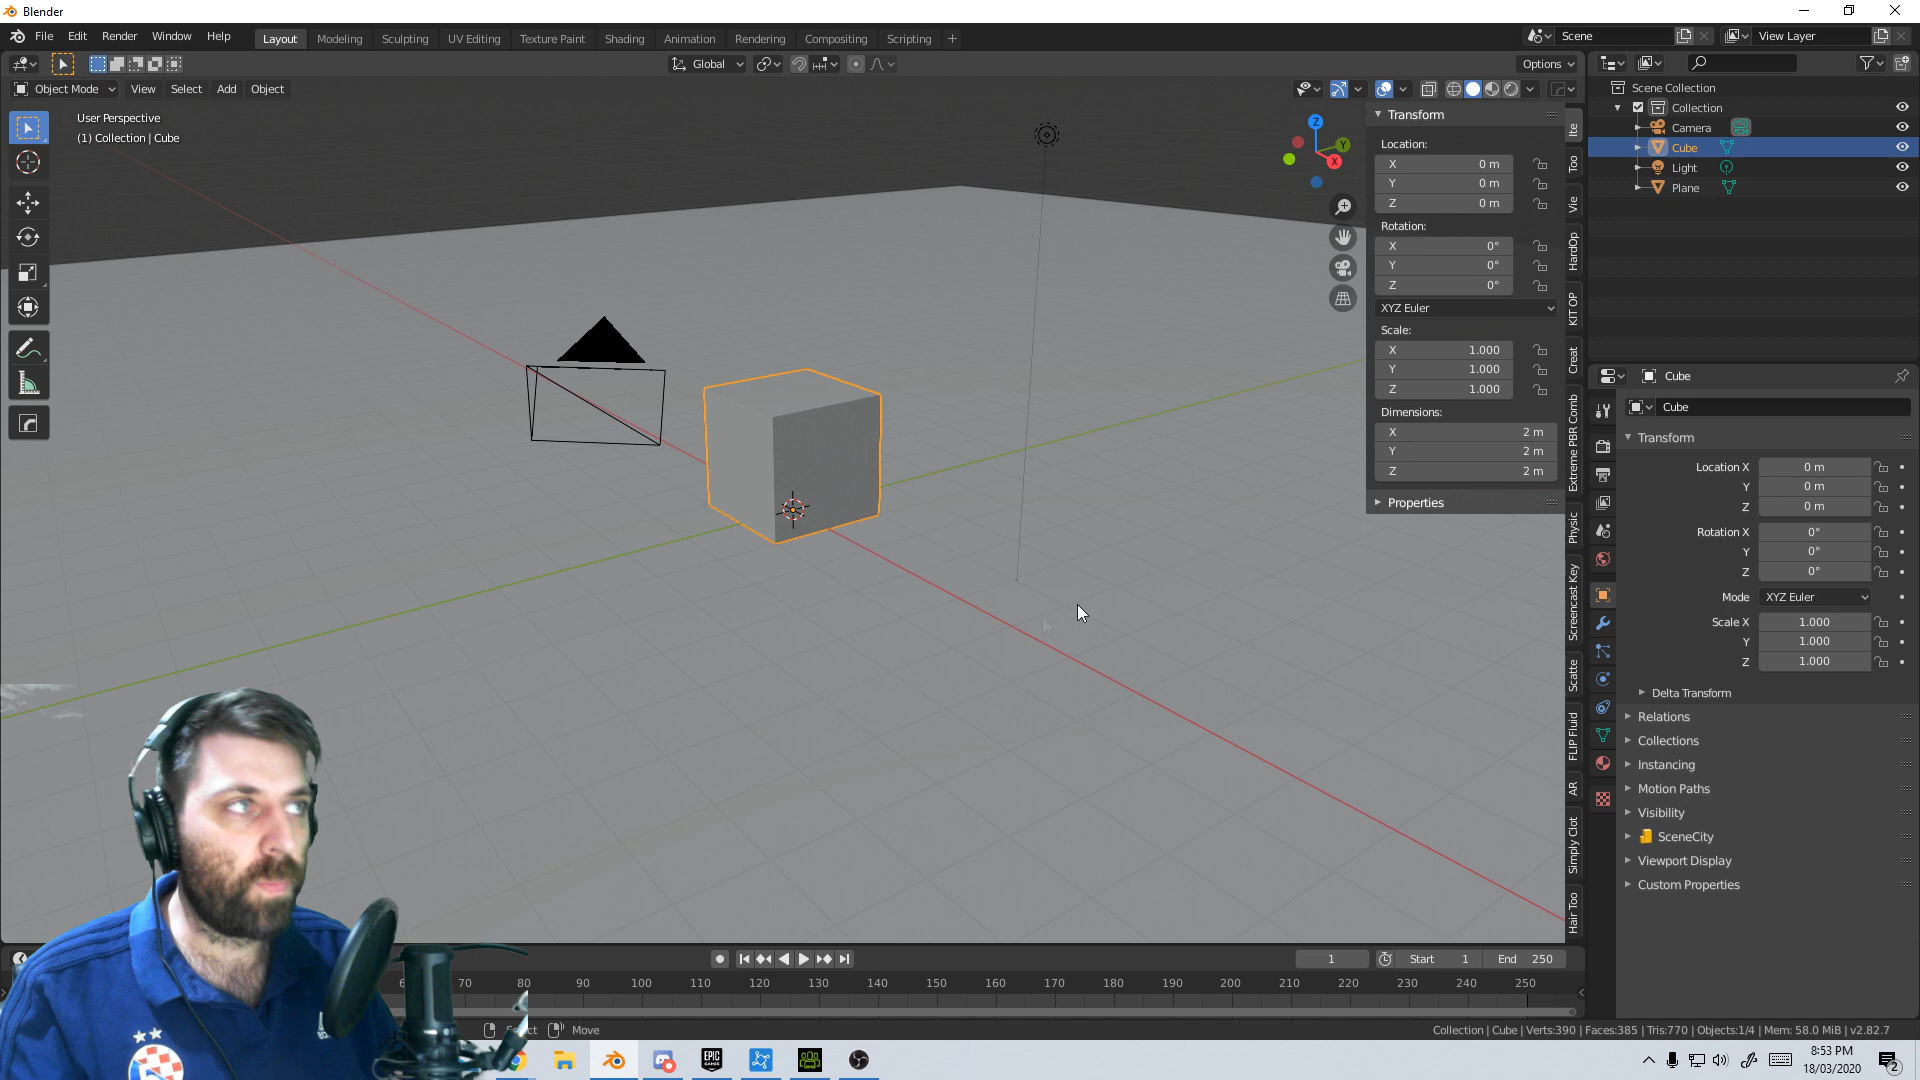 Blender
File Edit Render Window Help
Layout Modeling Sculpting UV Editing Texture Paint Shading Animation Rendering Compositing Scripting +
Scene
View Layer
Global
Options
Object Mode View Select Add Object
User Perspective
(1) Collection | Cube
Z
Y
X
Transform
Location:
X 0 m
Y 0 m
Z 0 m
Rotation:
X 0°
Y 0°
Z 0°
XYZ Euler
Scale:
X 1.000
Y 1.000
Z 1.000
Dimensions:
X 2 m
Y 2 m
Z 2 m
Properties
Ite
Too
Vie
HardOp
KIT OP
Creat
Extreme PBR Comb
Physic
Screencast Key
Scatte
FLIP Fluid
AR
Simply Clot
Hair Too
Scene Collection
Collection
Camera
Cube
Light
Plane
Cube
Cube
Transform
Location X 0 m
Y 0 m
Z 0 m
Rotation X 0°
Y 0°
Z 0°
Mode XYZ Euler
Scale X 1.000
Y 1.000
Z 1.000
Delta Transform
Relations
Collections
Instancing
Motion Paths
Visibility
SceneCity
Viewport Display
Custom Properties
1 Start 1 End 250
70 80 90 100 110 120 130 140 150 160 170 180 190 200 210 220 230 240 250
Move
Collection | Cube | Verts:390 | Faces:385 | Tris:770 | Objects:1/4 | Mem: 58.0 MiB | v2.82.7
EPIC GAMES
8:53 PM
18/03/2020
2